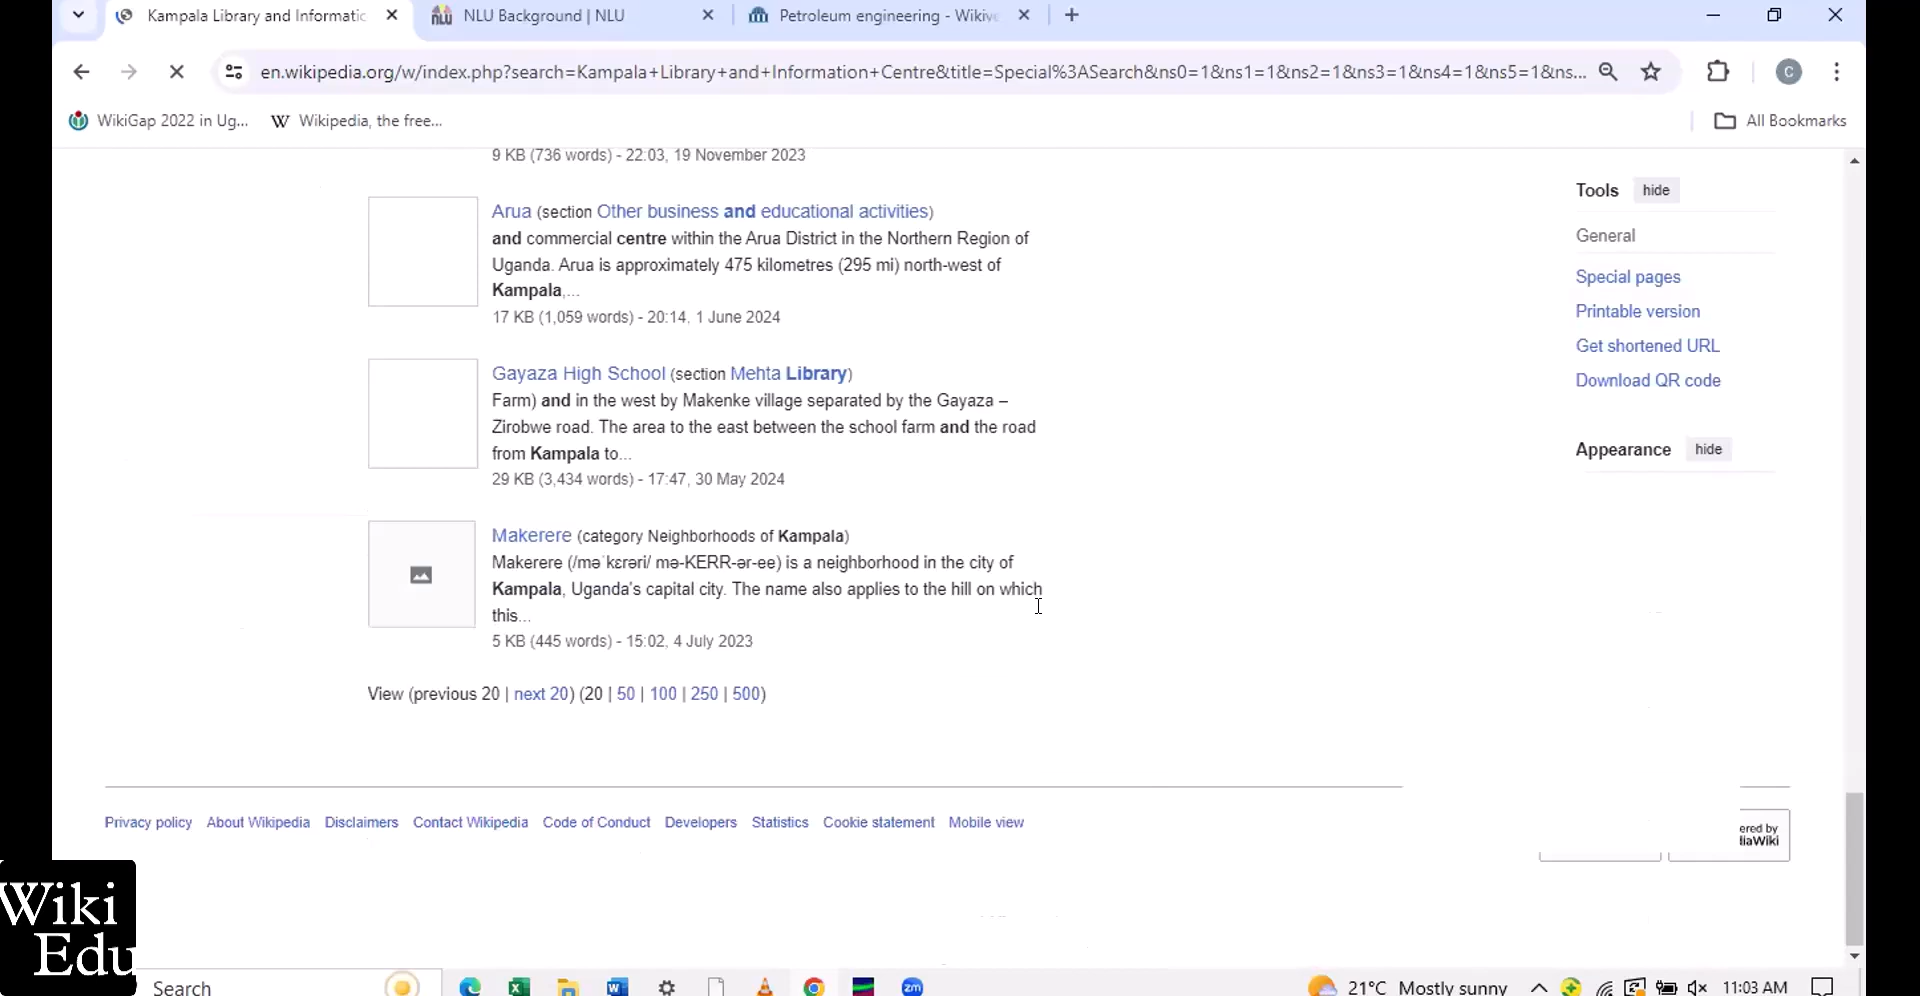 Kampala Library and Informatic
NLU Background | NLU
Petroleum engineering - Wikive
en.wikipedia.org/w/index.php?search=Kampala+Library+and+Information+Centre&title=Special%3ASearch&ns0=1&ns1=1&ns2=1&ns3=1&ns4=1&ns5=1&ns...
C
WikiGap 2022 in Ug...
W Wikipedia, the free...
All Bookmarks
9 KB (736 words) - 22:03, 19 November 2023
Arua (section Other business and educational activities)
and commercial centre within the Arua District in the Northern Region of
Uganda. Arua is approximately 475 kilometres (295 mi) north-west of
Kampala,...
17 KB (1,059 words) - 20:14, 1 June 2024
Gayaza High School (section Mehta Library)
Farm) and in the west by Makenke village separated by the Gayaza –
Zirobwe road. The area to the east between the school farm and the road
from Kampala to...
29 KB (3,434 words) - 17:47, 30 May 2024
Makerere (category Neighborhoods of Kampala)
Makerere (/məˈkɛrəri/ mə-KERR-ər-ee) is a neighborhood in the city of
Kampala, Uganda's capital city. The name also applies to the hill on which
this...
5 KB (445 words) - 15:02, 4 July 2023
View (previous 20 | next 20) (20 | 50 | 100 | 250 | 500)
Tools hide
General
Special pages
Printable version
Get shortened URL
Download QR code
Appearance hide
Privacy policy About Wikipedia Disclaimers Contact Wikipedia Code of Conduct Developers Statistics Cookie statement Mobile view
ered by
diaWiki
Wiki
Edu
Search
zm
21°C Mostly sunny
11:03 AM